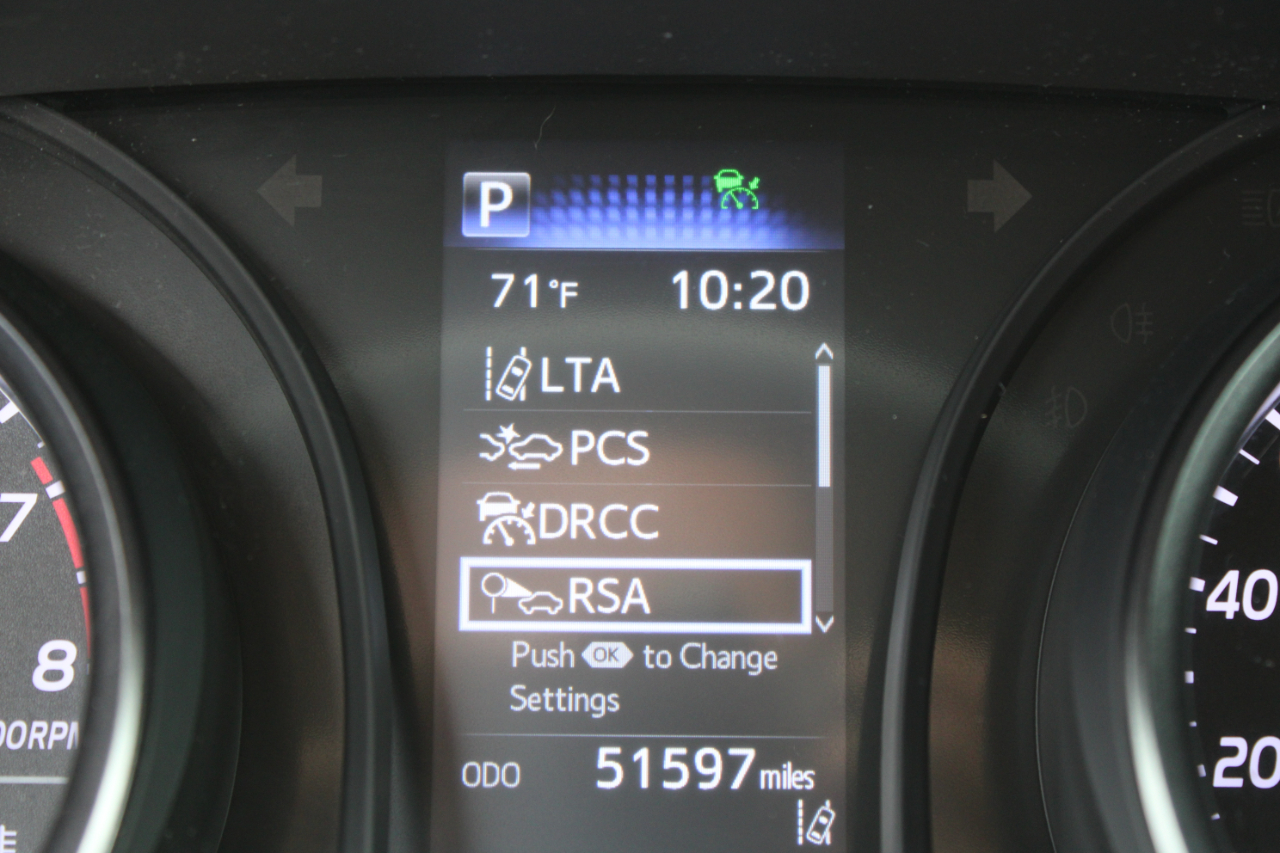 P
71°F 10:20
LTA
PCS
DRCC
RSA
Push OK to Change
Settings
ODO 51597 miles
7
8
40
20